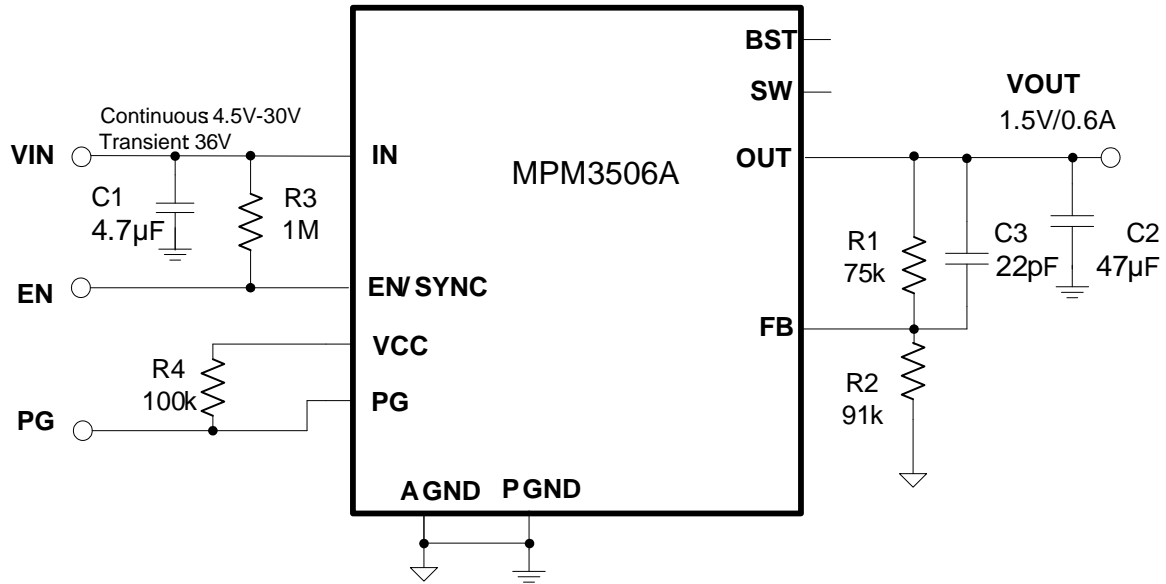 BST
SW
VOUT
1.5V/0.6A
Continuous: 4.5V-30V
Transient: 36V
VIN
IN
MPM3506A
OUT
C1
4.7µF
R3
1M
R1
75k
C3
22pF
C2
47µF
EN
EN/SYNC
FB
VCC
R4
100k
PG
PG
R2
91k
AGND
PGND